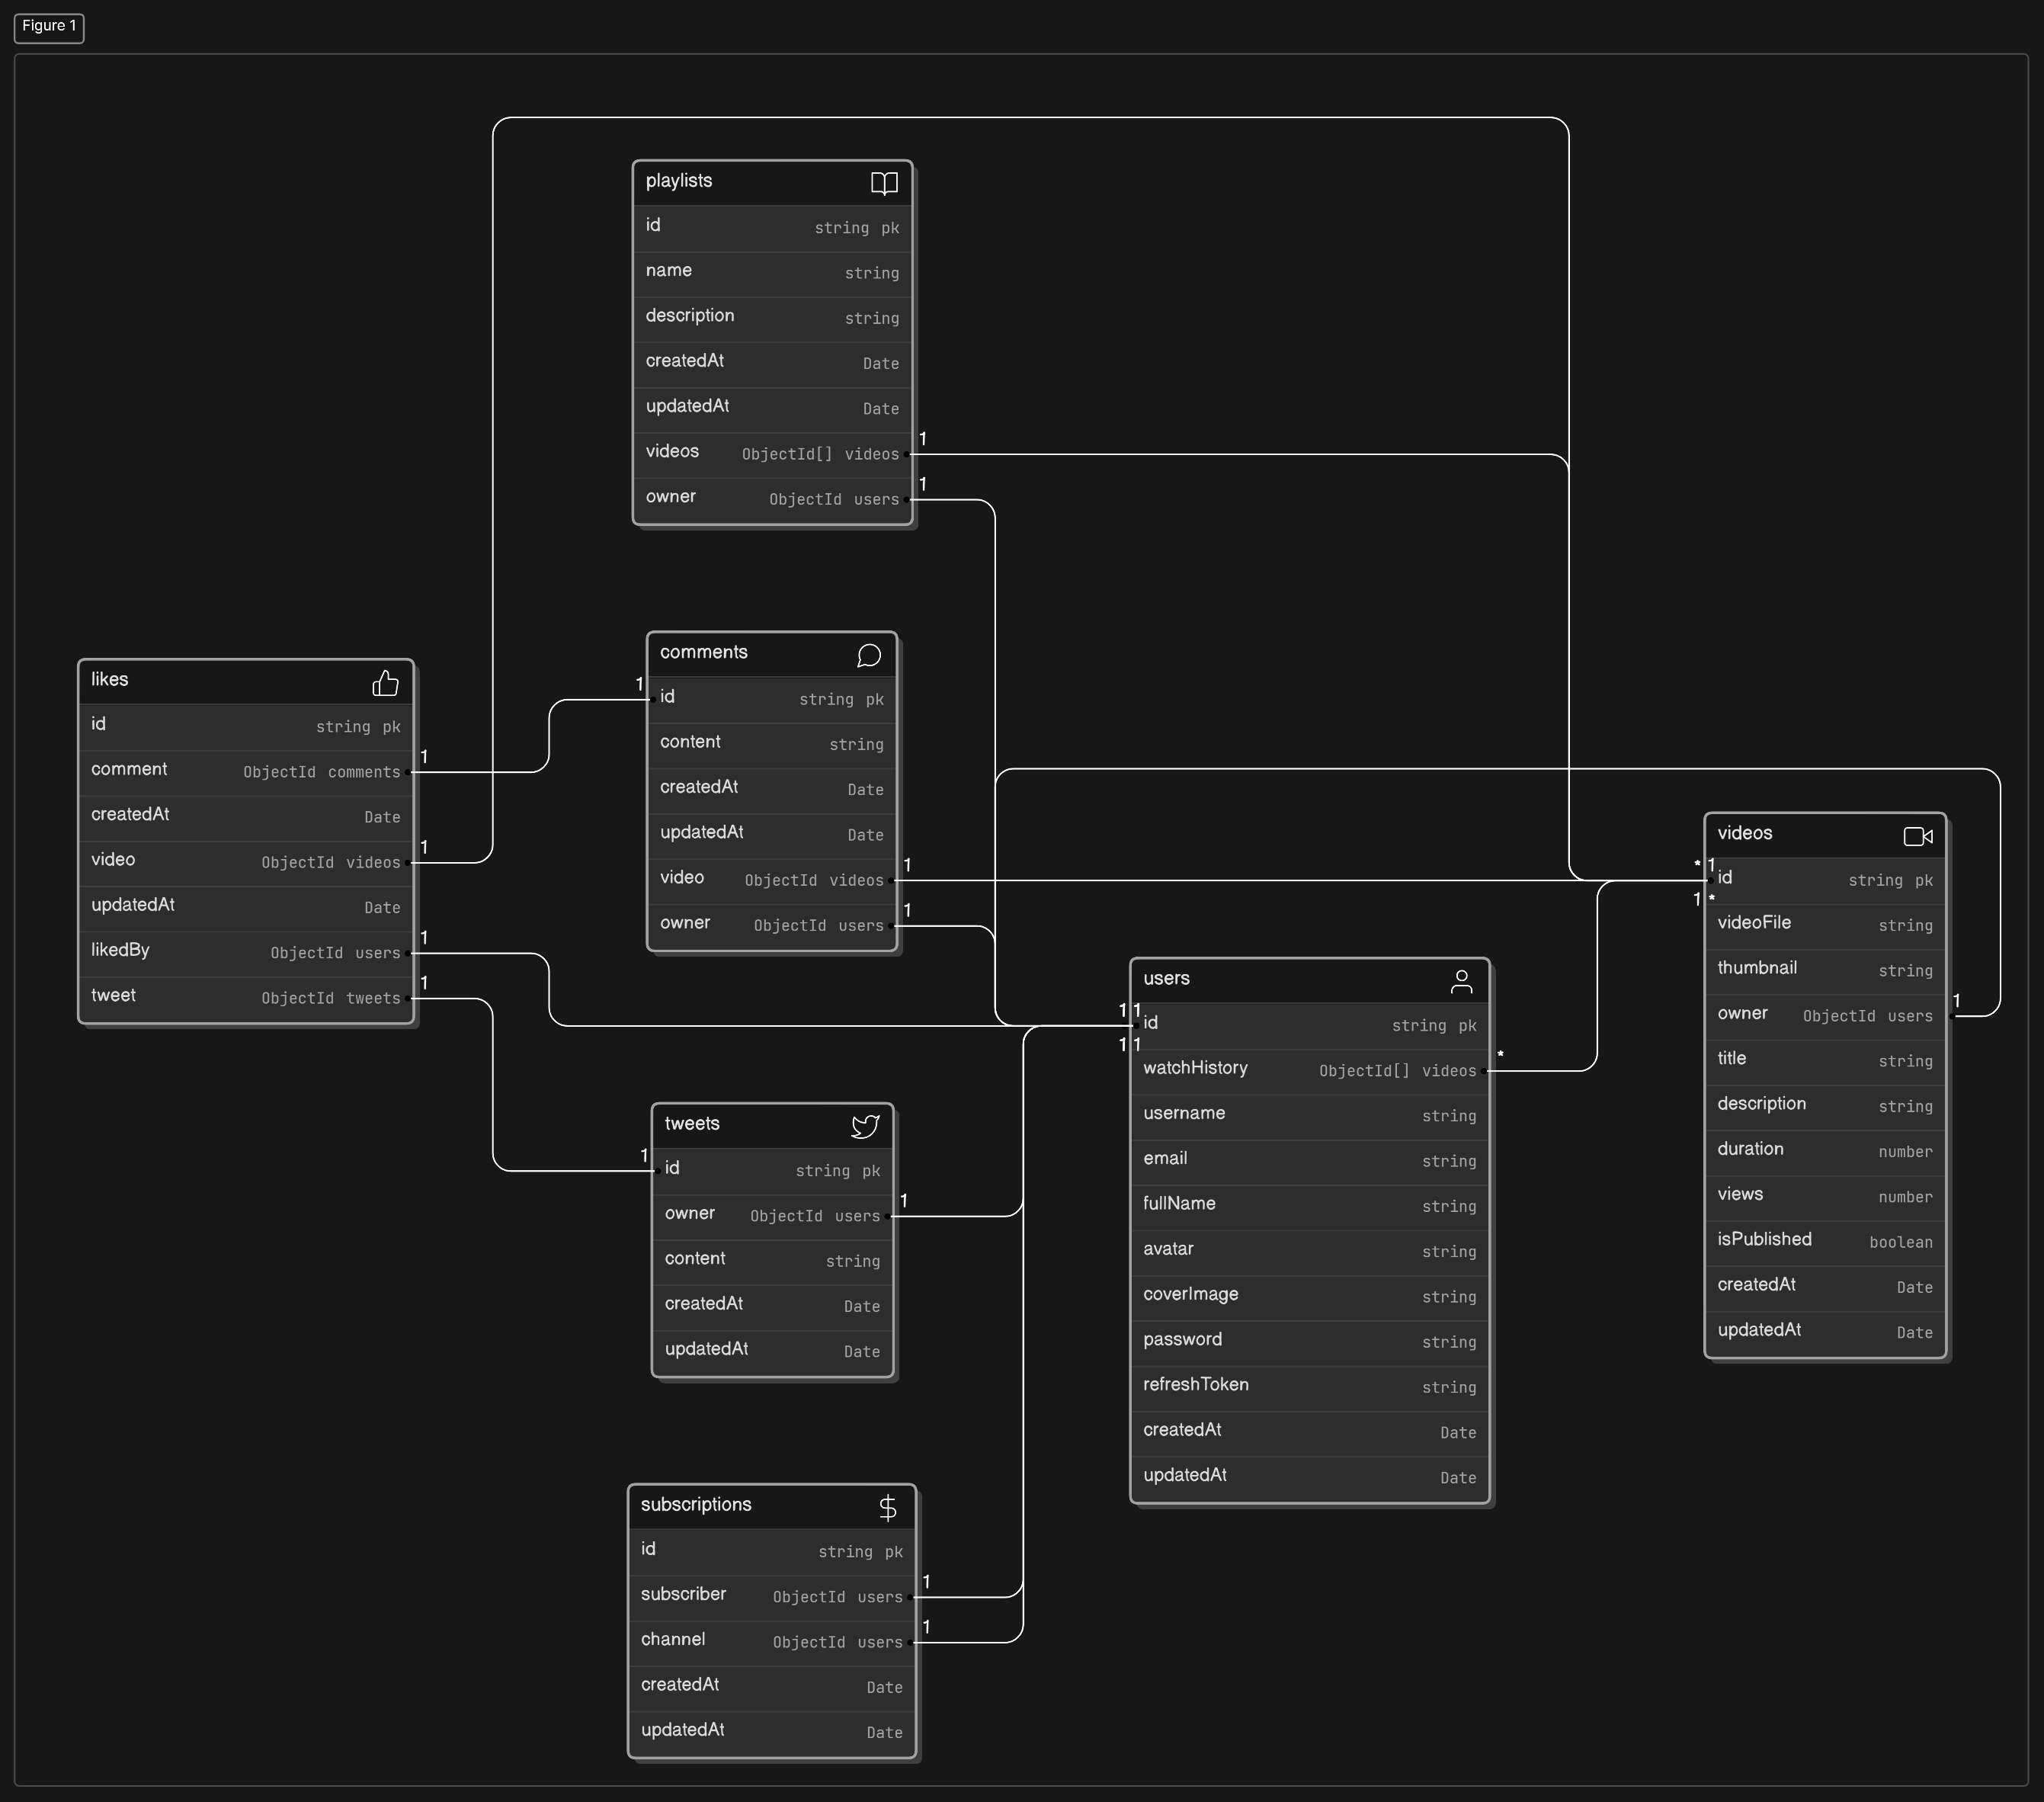 Figure 1
playlists
id string pk
name string
description string
createdAt Date
updatedAt Date
videos ObjectId[] videos 1
owner ObjectId users 1
likes
id string pk
comment ObjectId comments 1
createdAt Date
video ObjectId videos 1
updatedAt Date
likedBy ObjectId users 1
tweet ObjectId tweets 1
comments
1 id string pk
content string
createdAt Date
updatedAt Date
video ObjectId videos 1
owner ObjectId users 1
tweets
1 id string pk
owner ObjectId users 1
content string
createdAt Date
updatedAt Date
subscriptions
id string pk
subscriber ObjectId users 1
channel ObjectId users 1
createdAt Date
updatedAt Date
users
1 1
id string pk
1 1
watchHistory ObjectId[] videos *
username string
email string
fullName string
avatar string
coverImage string
password string
refreshToken string
createdAt Date
updatedAt Date
videos
* 1
id string pk
1 *
videoFile string
thumbnail string
owner ObjectId users 1
title string
description string
duration number
views number
isPublished boolean
createdAt Date
updatedAt Date